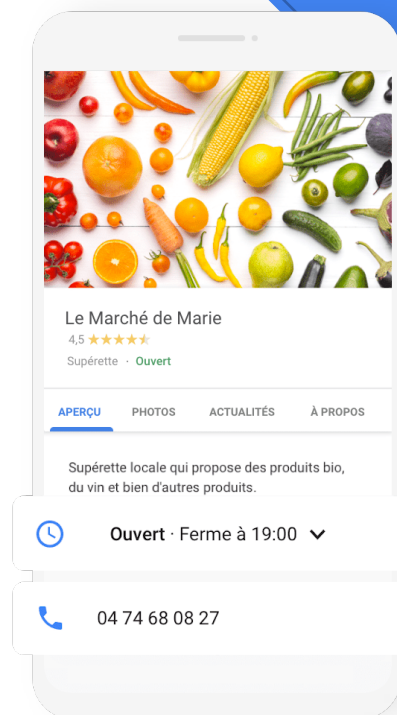 Le Marché de Marie
4,5
Supérette · Ouvert
APERÇU PHOTOS ACTUALITÉS À PROPOS
Supérette locale qui propose des produits bio,
du vin et bien d'autres produits.
Ouvert · Ferme à 19:00
04 74 68 08 27